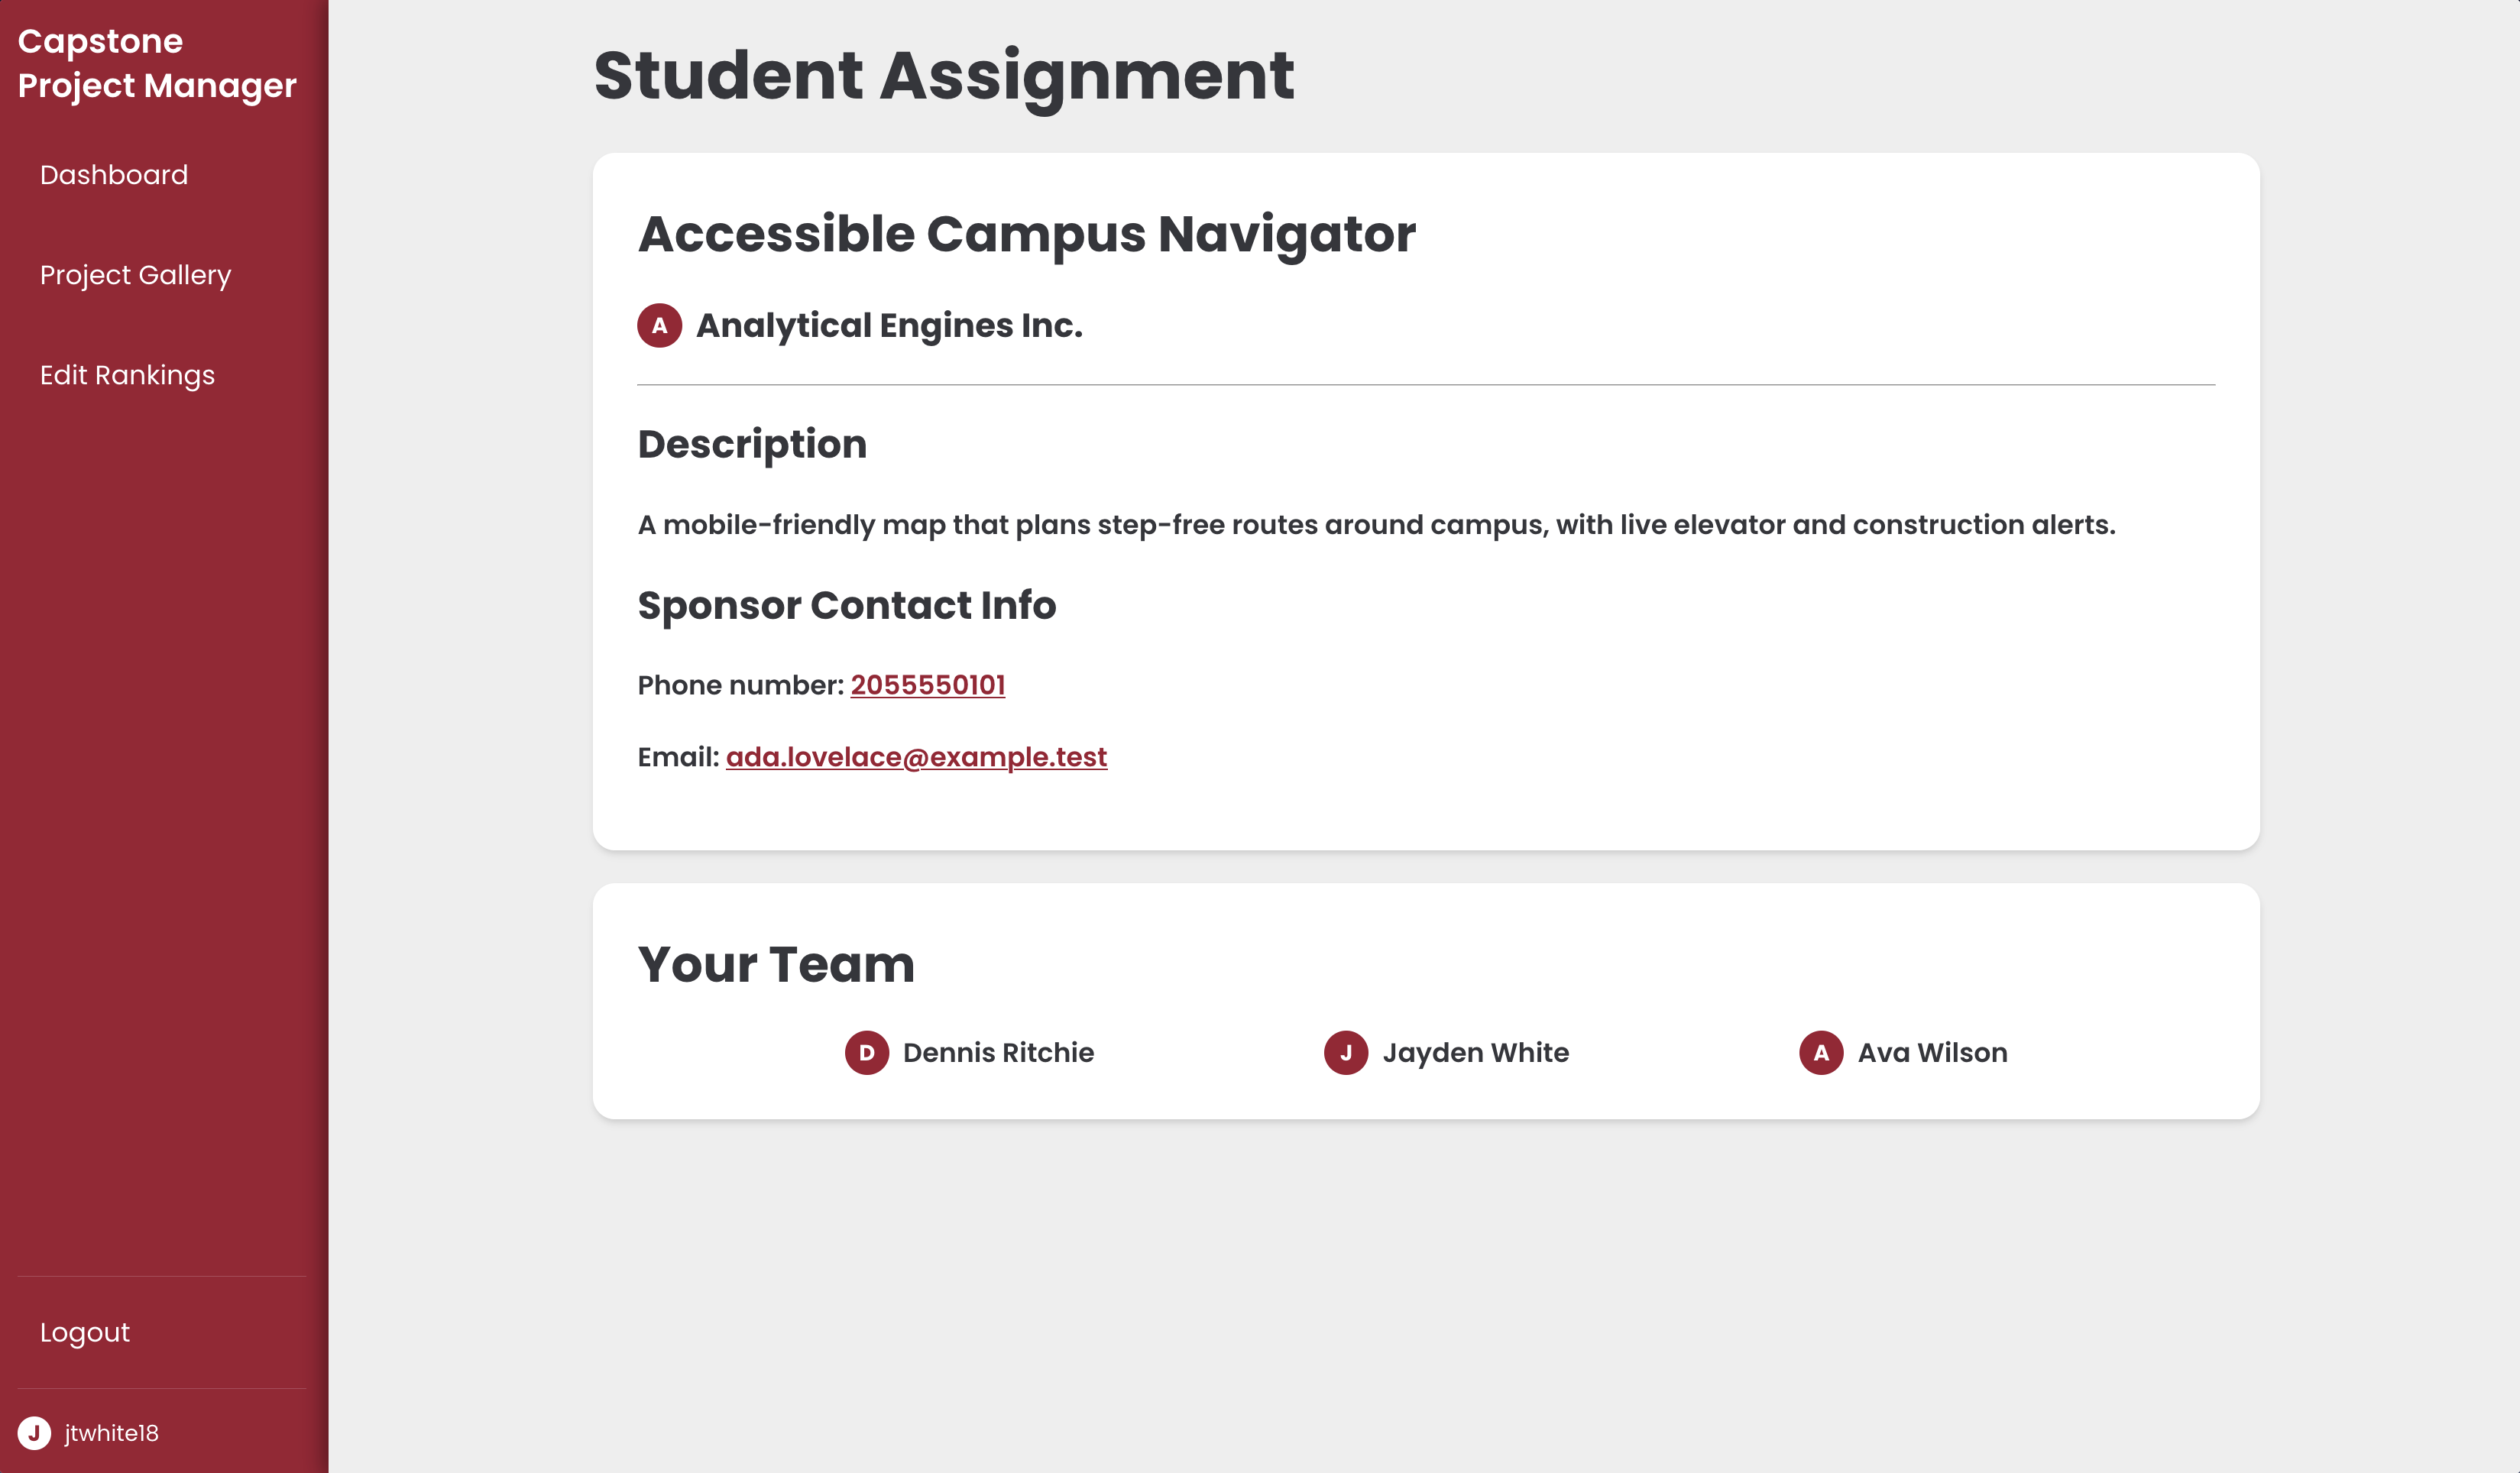 Capstone
Project Manager
Dashboard
Project Gallery
Edit Rankings
Logout
J jtwhite18
Student Assignment
Accessible Campus Navigator
A Analytical Engines Inc.
Description
A mobile-friendly map that plans step-free routes around campus, with live elevator and construction alerts.
Sponsor Contact Info
Phone number: 2055550101
Email: ada.lovelace@example.test
Your Team
D Dennis Ritchie J Jayden White A Ava Wilson